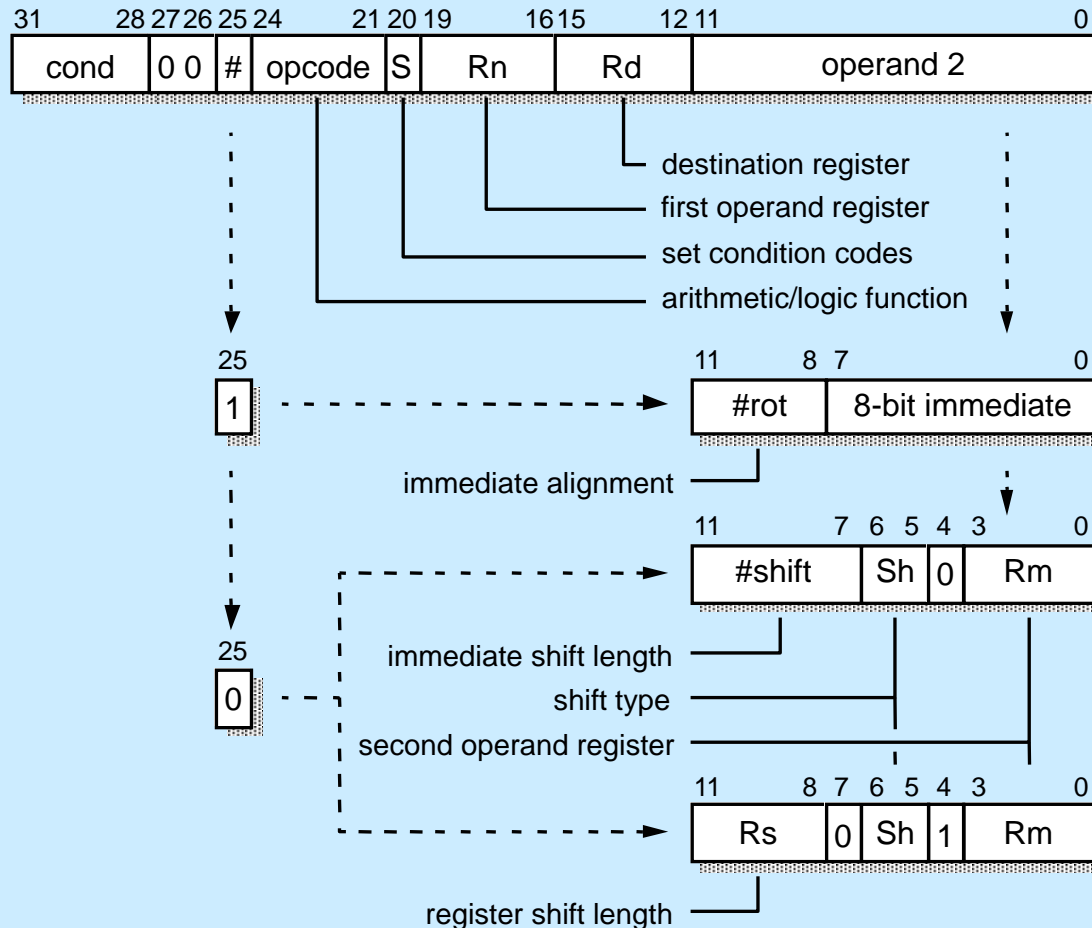 31 28 27 26 25 24 21 20 19 16 15 12 11 0
cond 0 0 # opcode S Rn Rd operand 2
destination register
first operand register
set condition codes
arithmetic/logic function
25 11 8 7 0
1 #rot 8-bit immediate
immediate alignment
11 7 6 5 4 3 0
#shift Sh 0 Rm
immediate shift length
25
0
shift type
second operand register
11 8 7 6 5 4 3 0
Rs 0 Sh 1 Rm
register shift length